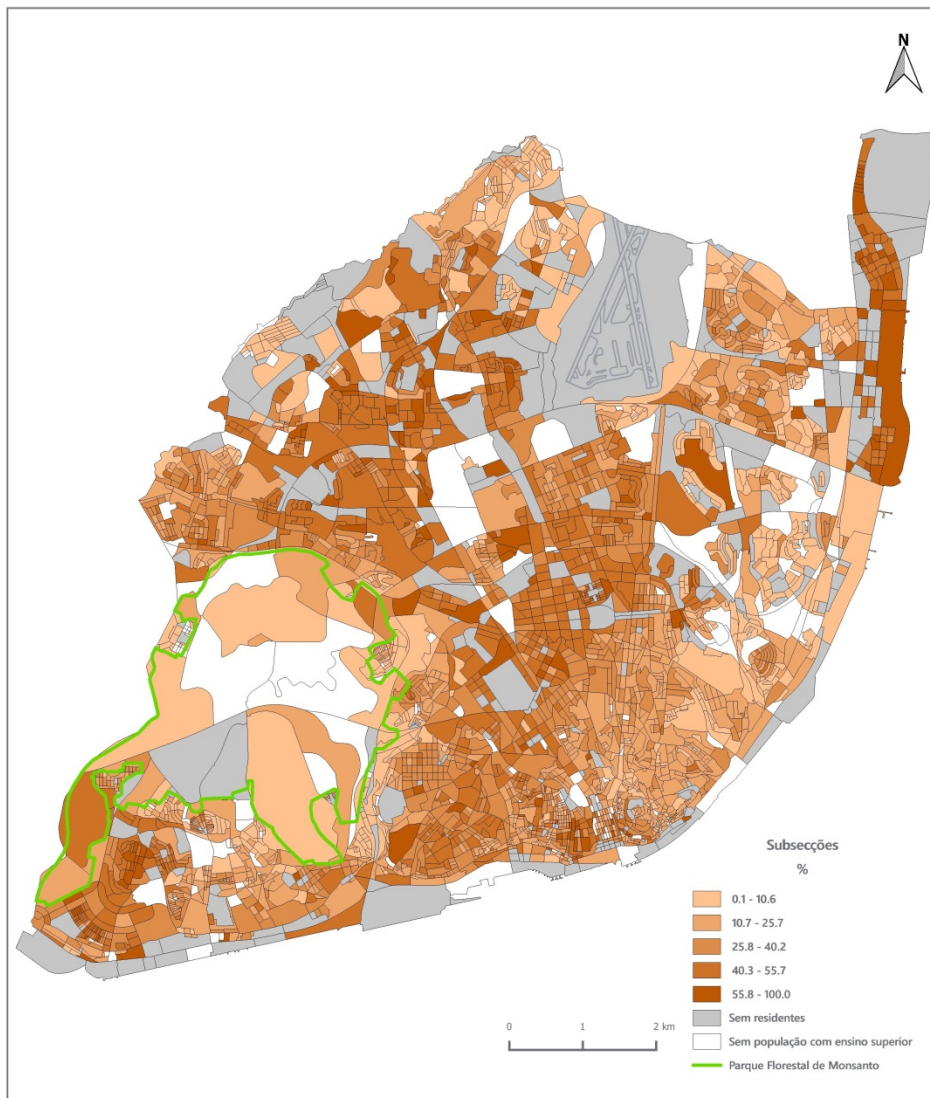 N
Subsecções
%
0.1 - 10.6
10.7 - 25.7
25.8 - 40.2
40.3 - 55.7
55.8 - 100.0
Sem residentes
Sem população com ensino superior
Parque Florestal de Monsanto
0 1 2 km